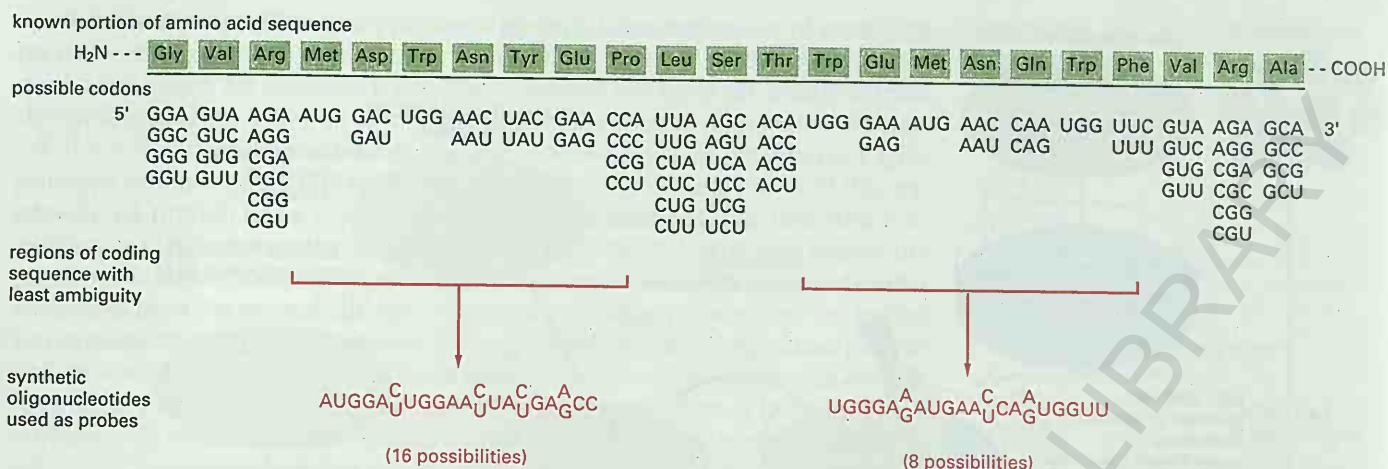 known portion of amino acid sequence
H₂N --- Gly Val Arg Met Asp Trp Asn Tyr Glu Pro Leu Ser Thr Trp Glu Met Asn Gln Trp Phe Val Arg Ala -- COOH
possible codons
5' GGA GUA AGA AUG GAC UGG AAC UAC GAA CCA UUA AGC ACA UGG GAA AUG AAC CAA UGG UUC GUA AGA GCA 3'
GGC GUC AGG GAU AAU UAU GAG CCC UUG AGU ACC GAG AAU CAG UUU GUC AGG GCC
GGG GUG CGA CCG CUA UCA ACG GUG CGA GCG
GGU GUU CGC CCU CUC UCC ACU GUU CGC GCU
CGG CUG UCG CGG
CGU CUU UCU CGU
regions of coding
sequence with
least ambiguity
synthetic
oligonucleotides
used as probes
C C C A
AUGGA UGGAA UA GA CC
U U U G
A C A
UGGGA AUGAA CA UGGUU
G U G
(16 possibilities)
(8 possibilities)
LIBRARY